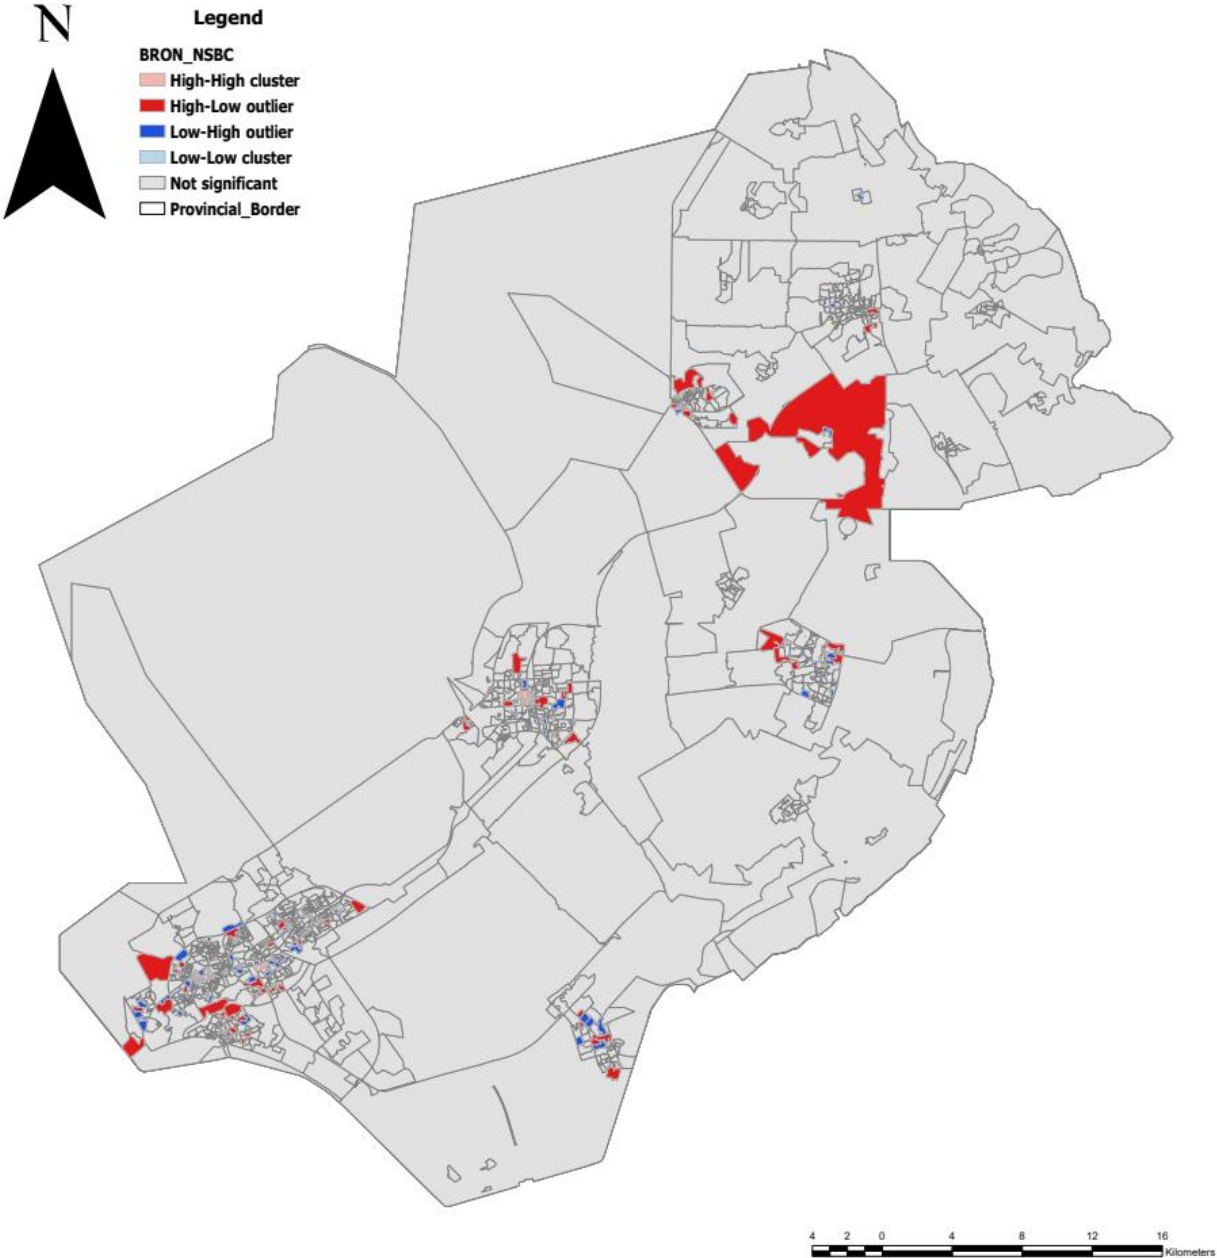 N
Legend
BRON_NSBC
High-High cluster
High-Low outlier
Low-High outlier
Low-Low cluster
Not significant
Provincial_Border
4 2 0 4 8 12 16
Kilometers